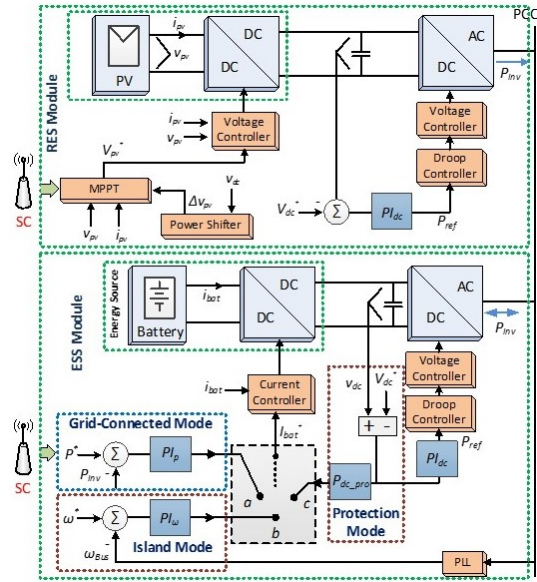 PCC
i_pv
DC
AC
v_pv
PV
DC
DC
P_Inv
RES Module
i_pv
v_pv
Voltage
Controller
Voltage
Controller
V_pv*
Droop
Controller
SC
MPPT
Δv_pv
v_dc
V_dc*
-
Σ
PI_dc
P_ref
v_pv
i_pv
Power Shifter
ESS Module
Energy Source
i_bat
DC
AC
Battery
DC
DC
P_Inv
v_dc
V_dc*
Voltage
Controller
i_bat
Current
Controller
Droop
Controller
Grid-Connected Mode
I_bat*
+ -
P_ref
SC
P*
Σ
PI_p
PI_dc
P_Inv
-
a
c
P_dc_pro
ω*
Σ
PI_ω
b
Protection
Mode
ω_Bus
-
Island Mode
PLL